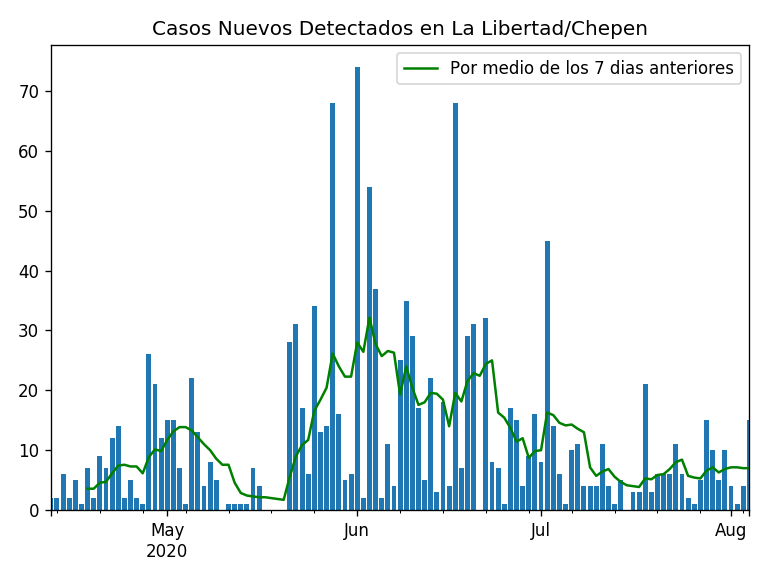 Casos Nuevos Detectados en La Libertad/Chepen
Por medio de los 7 dias anteriores
70
60
50
40
30
20
10
0
May
2020
Jun
Jul
Aug